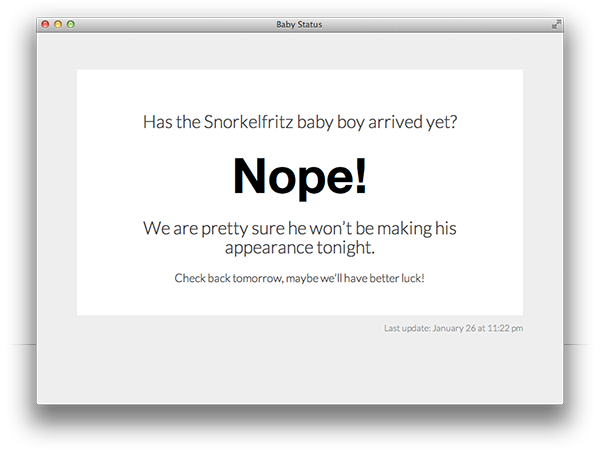 Baby Status
Has the Snorkelfritz baby boy arrived yet?
Nope!
We are pretty sure he won’t be making his
appearance tonight.
Check back tomorrow, maybe we’ll have better luck!
Last update: January 26 at 11:22 pm